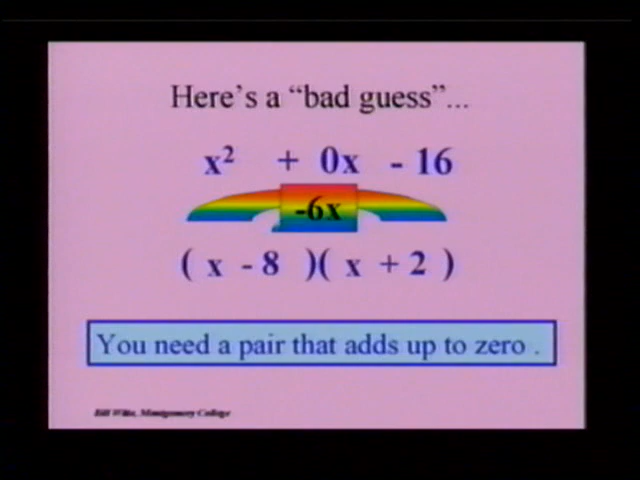 Here's a “bad guess”...
x² + 0x - 16
-6x
( x - 8 )( x + 2 )
You need a pair that adds up to zero .
Bill Witte, Montgomery College